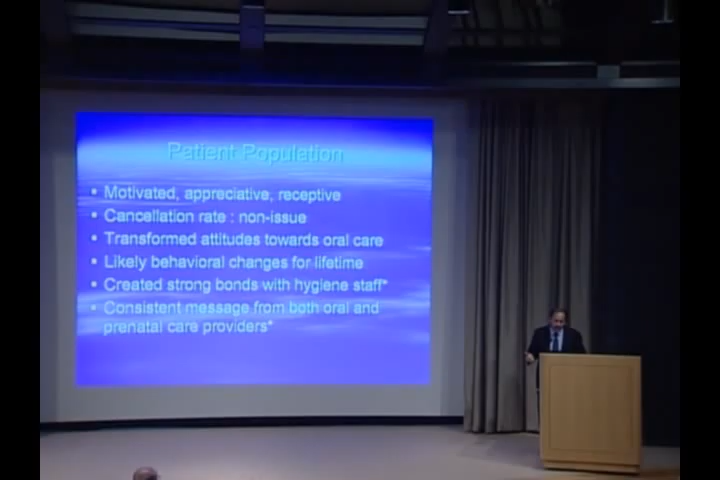 Patient Population
• Motivated, appreciative, receptive
• Cancellation rate : non-issue
• Transformed attitudes towards oral care
• Likely behavioral changes for lifetime
• Created strong bonds with hygiene staff*
• Consistent message from both oral and
prenatal care providers*